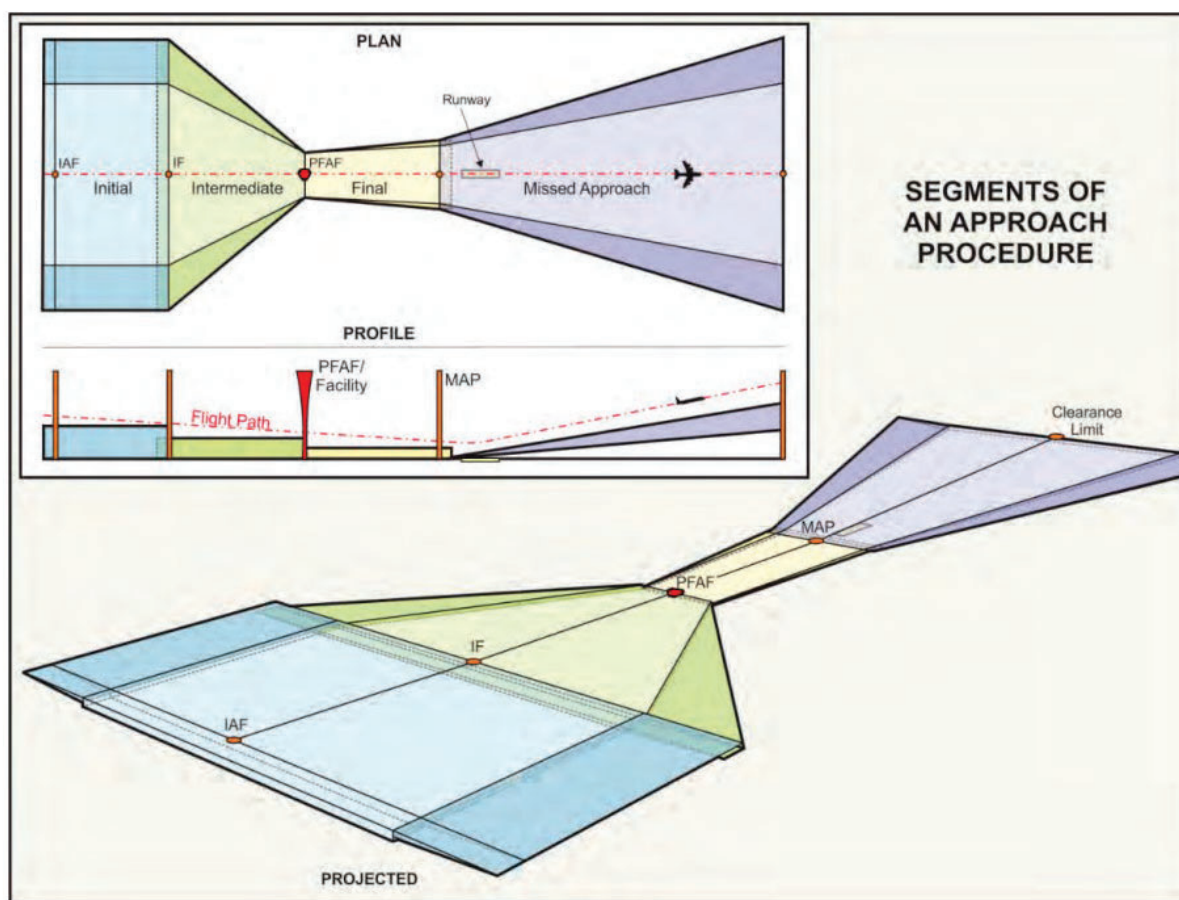 PLAN
Runway
IAF
IF
PFAF
Initial
Intermediate
Final
Missed Approach
SEGMENTS OF
AN APPROACH
PROCEDURE
PROFILE
PFAF/
Facility
MAP
Flight Path
Clearance
Limit
MAP
PFAF
IF
IAF
PROJECTED